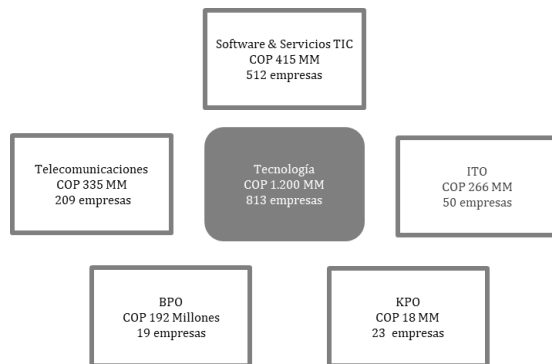 Software & Servicios TIC
COP 415 MM
512 empresas
Telecomunicaciones
COP 335 MM
209 empresas
Tecnología
COP 1.200 MM
813 empresas
ITO
COP 266 MM
50 empresas
BPO
COP 192 Millones
19 empresas
KPO
COP 18 MM
23 empresas